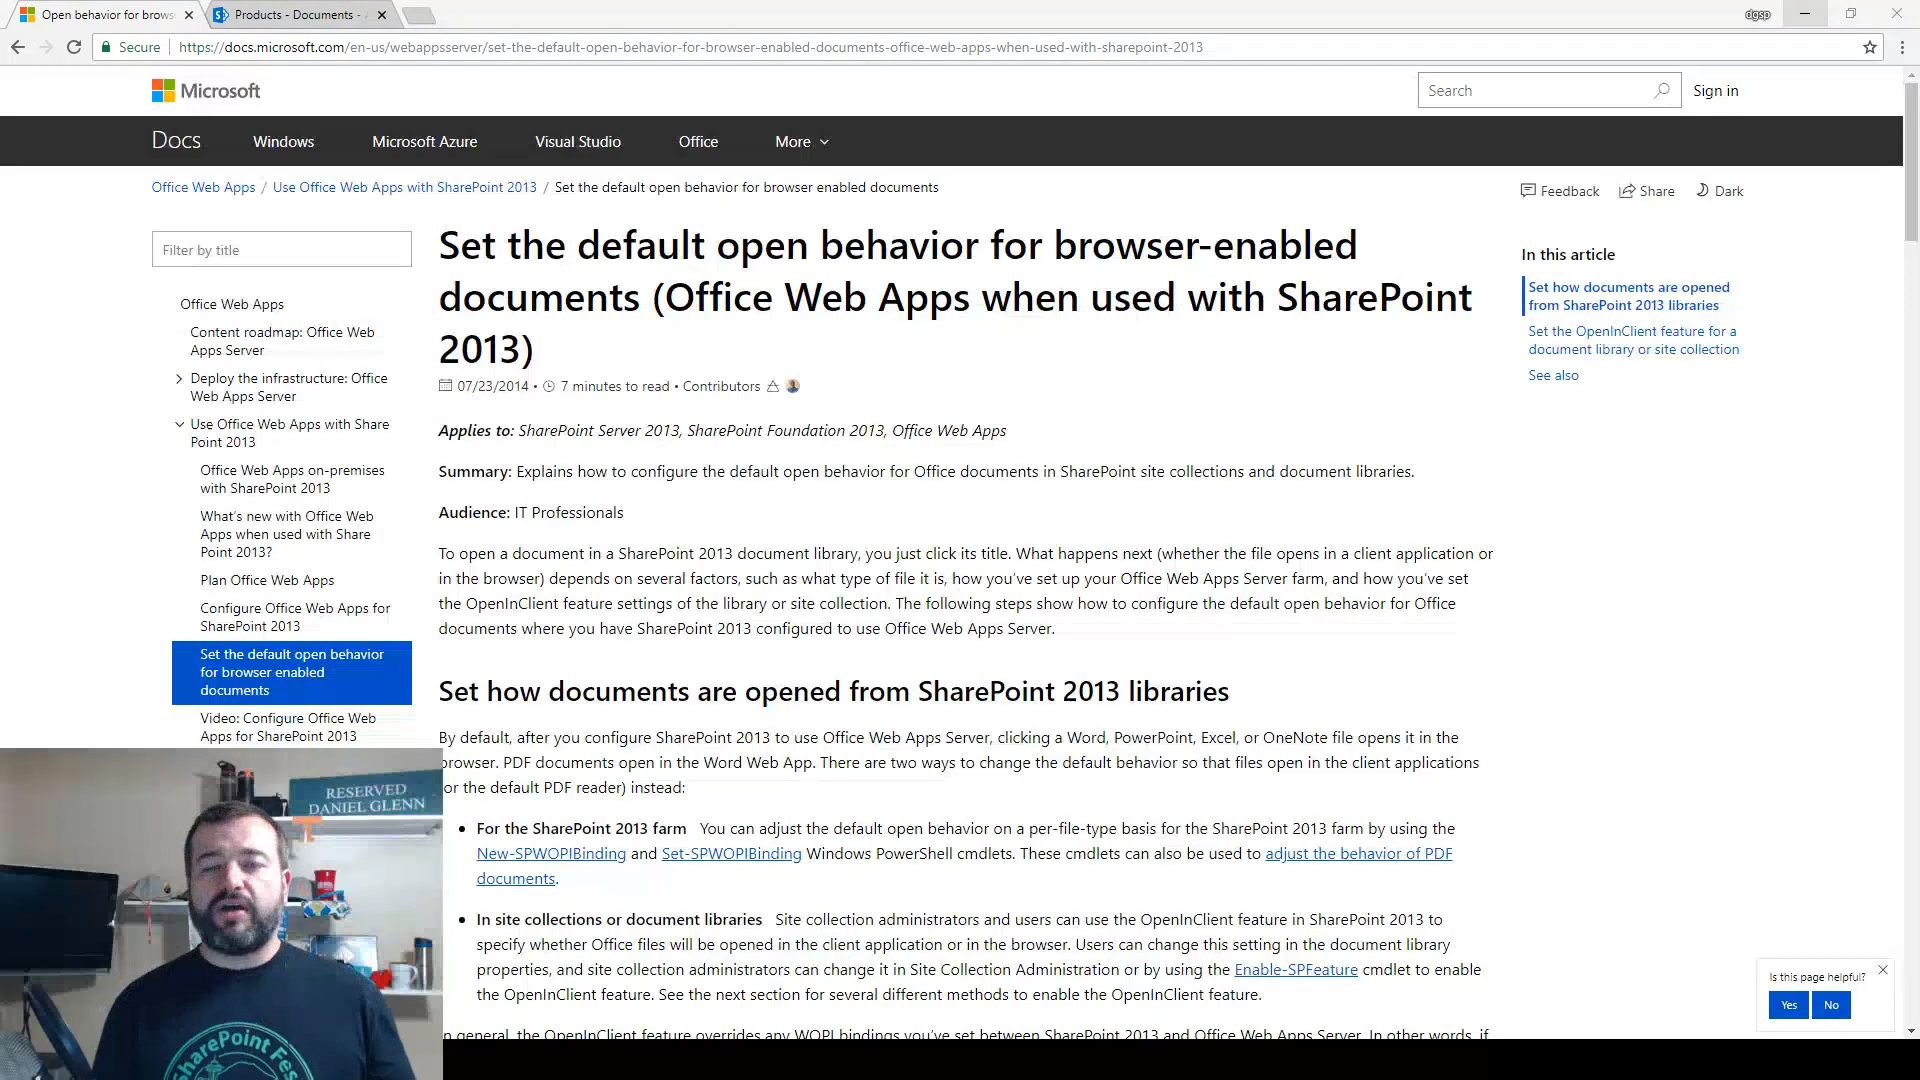 Open behavior for brows
Products - Documents -
dgsp
Secure
https://docs.microsoft.com/en-us/webappsserver/set-the-default-open-behavior-for-browser-enabled-documents-office-web-apps-when-used-with-sharepoint-2013
Microsoft
Search
Sign in
Docs
Windows
Microsoft Azure
Visual Studio
Office
More
Office Web Apps / Use Office Web Apps with SharePoint 2013 / Set the default open behavior for browser enabled documents
Feedback
Share
Dark
Filter by title
Office Web Apps
Content roadmap: Office Web
Apps Server
Deploy the infrastructure: Office
Web Apps Server
Use Office Web Apps with Share
Point 2013
Office Web Apps on-premises
with SharePoint 2013
What's new with Office Web
Apps when used with Share
Point 2013?
Plan Office Web Apps
Configure Office Web Apps for
SharePoint 2013
Set the default open behavior
for browser enabled
documents
Video: Configure Office Web
Apps for SharePoint 2013
Set the default open behavior for browser-enabled
documents (Office Web Apps when used with SharePoint
2013)
07/23/2014 • 7 minutes to read • Contributors
Applies to: SharePoint Server 2013, SharePoint Foundation 2013, Office Web Apps
Summary: Explains how to configure the default open behavior for Office documents in SharePoint site collections and document libraries.
Audience: IT Professionals
To open a document in a SharePoint 2013 document library, you just click its title. What happens next (whether the file opens in a client application or
in the browser) depends on several factors, such as what type of file it is, how you've set up your Office Web Apps Server farm, and how you've set
the OpenInClient feature settings of the library or site collection. The following steps show how to configure the default open behavior for Office
documents where you have SharePoint 2013 configured to use Office Web Apps Server.
Set how documents are opened from SharePoint 2013 libraries
By default, after you configure SharePoint 2013 to use Office Web Apps Server, clicking a Word, PowerPoint, Excel, or OneNote file opens it in the
browser. PDF documents open in the Word Web App. There are two ways to change the default behavior so that files open in the client applications
or the default PDF reader) instead:
• For the SharePoint 2013 farm You can adjust the default open behavior on a per-file-type basis for the SharePoint 2013 farm by using the
New-SPWOPIBinding and Set-SPWOPIBinding Windows PowerShell cmdlets. These cmdlets can also be used to adjust the behavior of PDF
documents.
• In site collections or document libraries Site collection administrators and users can use the OpenInClient feature in SharePoint 2013 to
specify whether Office files will be opened in the client application or in the browser. Users can change this setting in the document library
properties, and site collection administrators can change it in Site Collection Administration or by using the Enable-SPFeature cmdlet to enable
the OpenInClient feature. See the next section for several different methods to enable the OpenInClient feature.
n general, the OpenInClient feature overrides any WOPI bindings you've set between SharePoint 2013 and Office Web Apps Server. In other words, if
In this article
Set how documents are opened
from SharePoint 2013 libraries
Set the OpenInClient feature for a
document library or site collection
See also
Is this page helpful?
Yes
No
RESERVED
DANIEL GLENN
SharePoint Fes